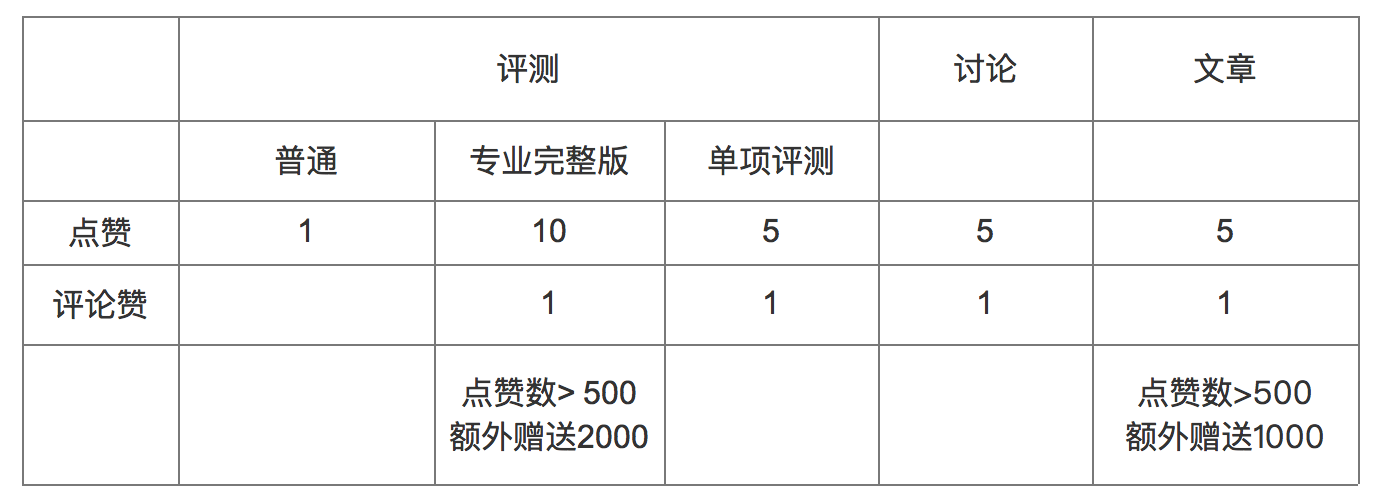 评测 讨论 文章
普通 专业完整版 单项评测
点赞 1 10 5 5 5
评论赞 1 1 1 1
点赞数> 500 点赞数>500
额外赠送2000 额外赠送1000